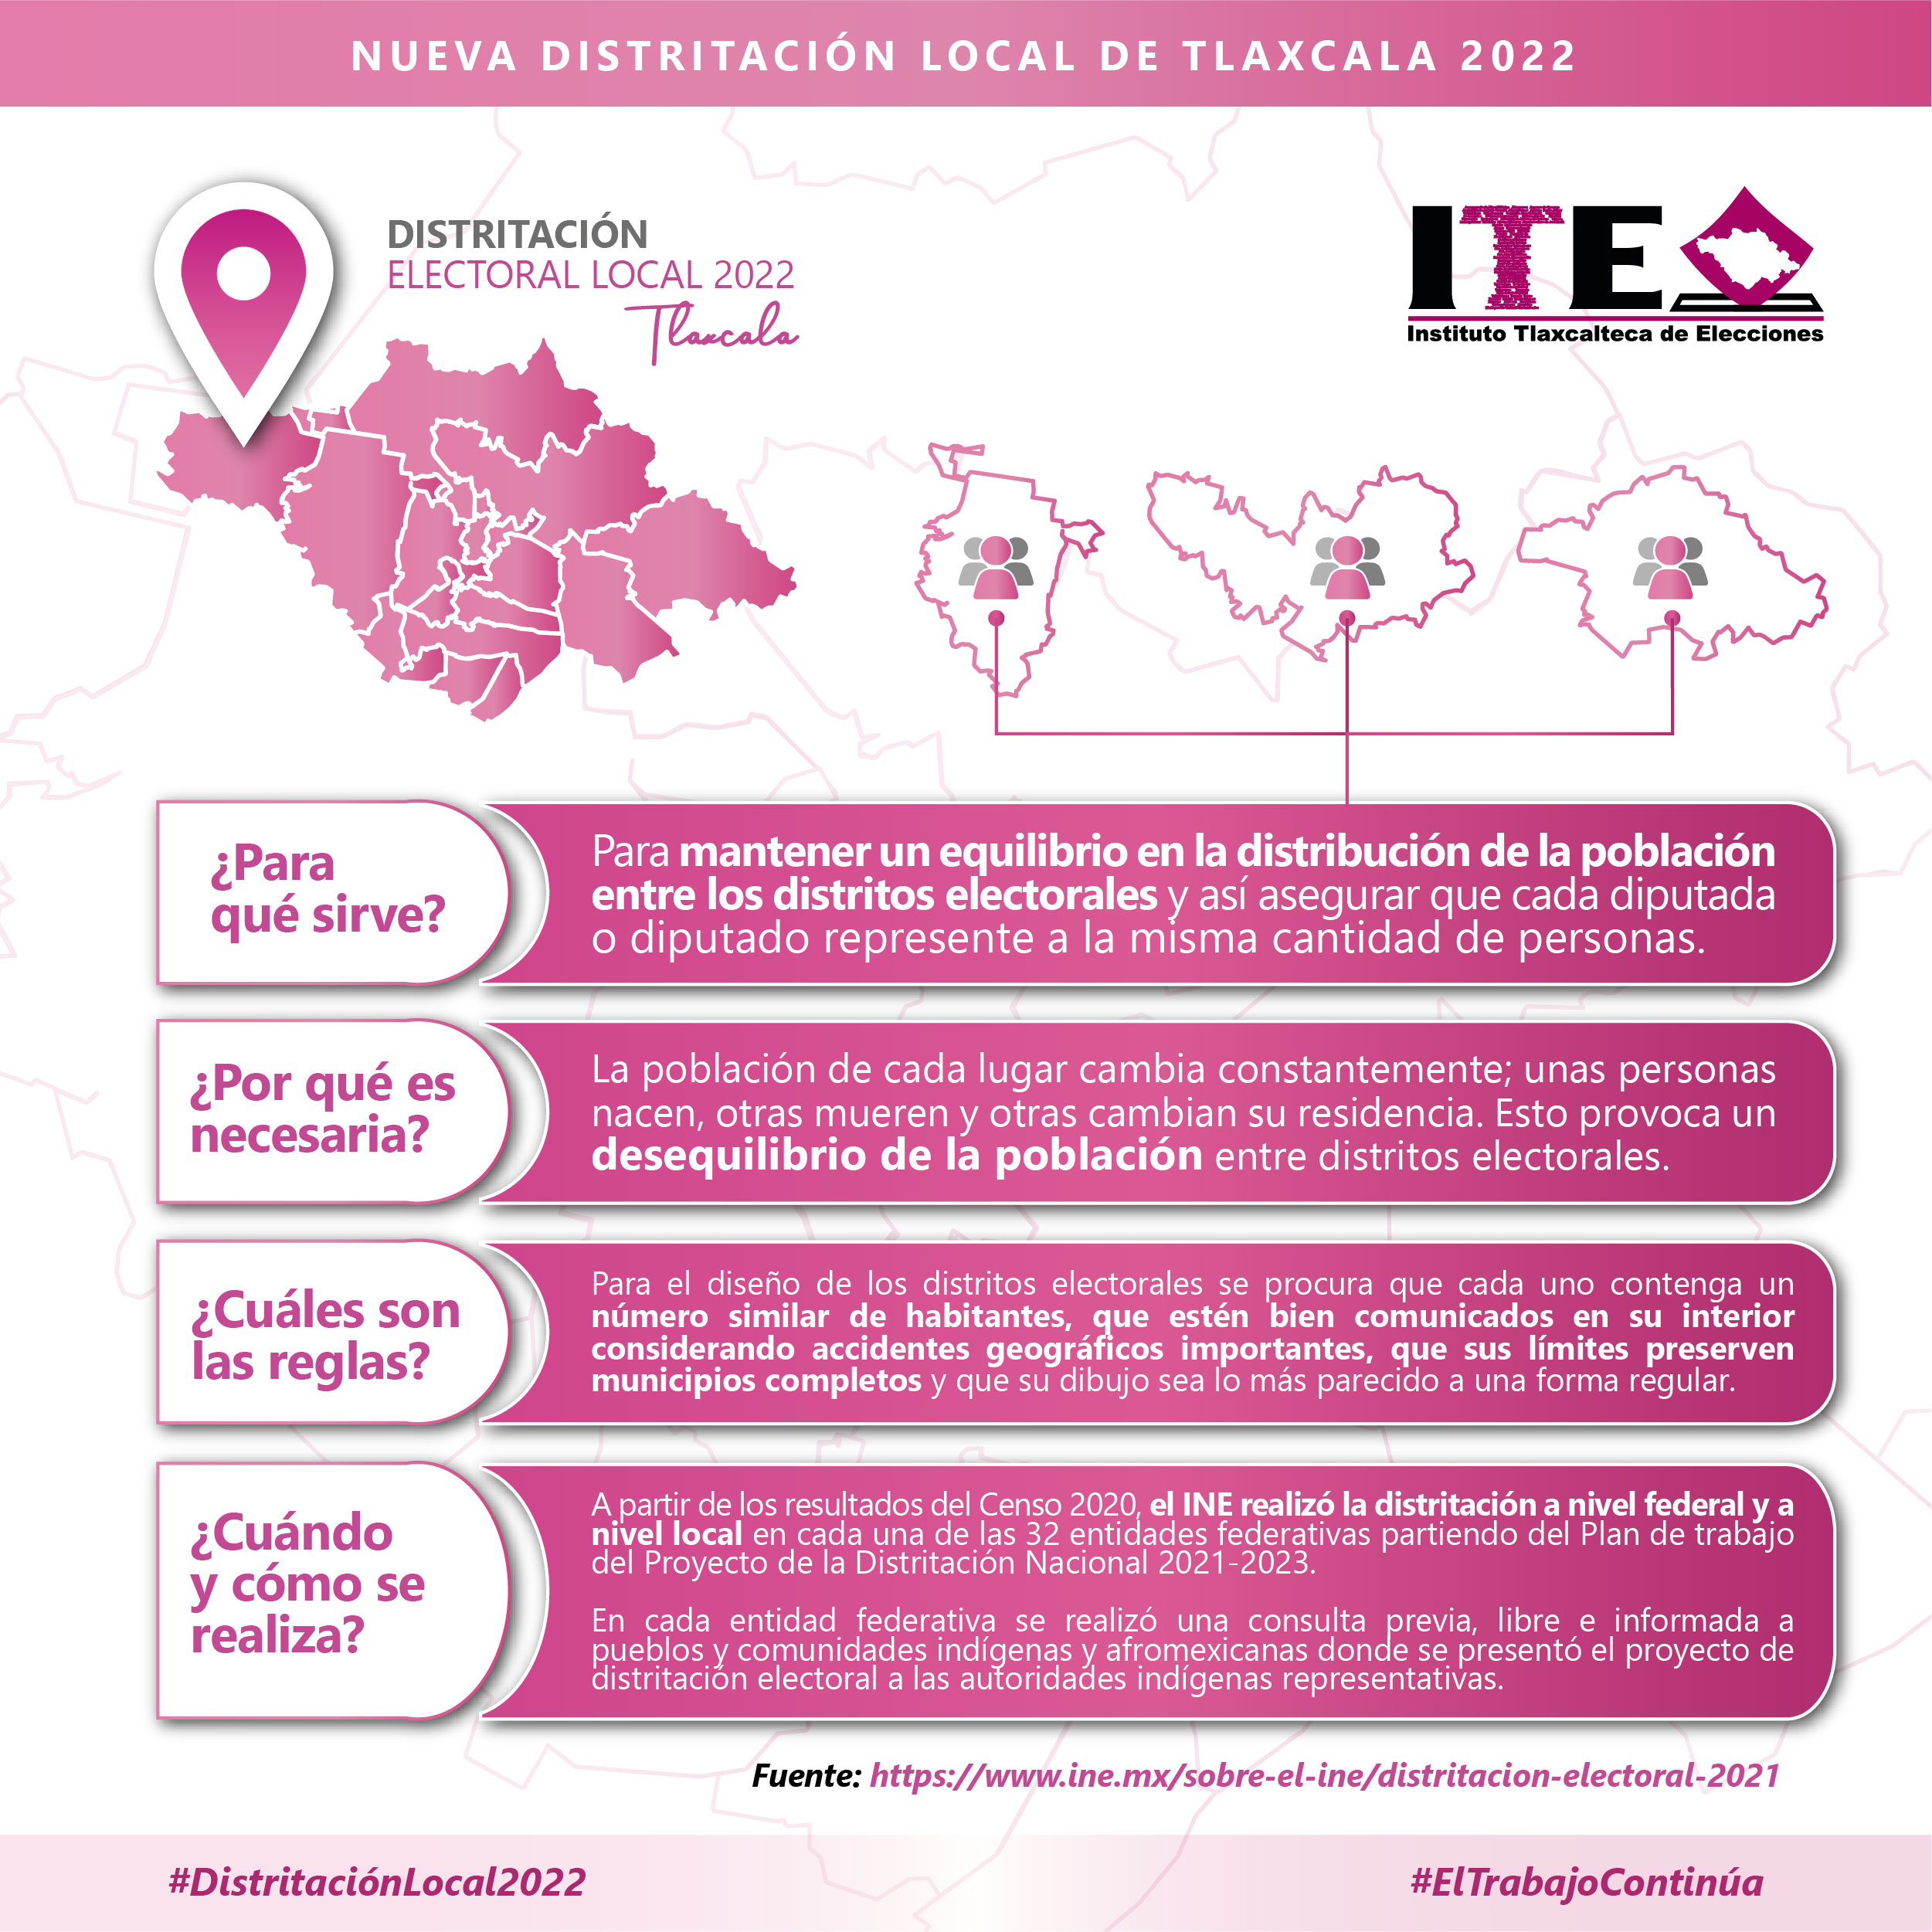 NUEVA DISTRITACIÓN LOCAL DE TLAXCALA 2022
DISTRITACIÓN
ELECTORAL LOCAL 2022
Tlaxcala
ITE
Instituto Tlaxcalteca de Elecciones
¿Para
qué sirve?
Para mantener un equilibrio en la distribución de la población
entre los distritos electorales y así asegurar que cada diputada
o diputado represente a la misma cantidad de personas.
¿Por qué es
necesaria?
La población de cada lugar cambia constantemente; unas personas
nacen, otras mueren y otras cambian su residencia. Esto provoca un
desequilibrio de la población entre distritos electorales.
¿Cuáles son
las reglas?
Para el diseño de los distritos electorales se procura que cada uno contenga un
número similar de habitantes, que estén bien comunicados en su interior
considerando accidentes geográficos importantes, que sus límites preserven
municipios completos y que su dibujo sea lo más parecido a una forma regular.
¿Cuándo
y cómo se
realiza?
A partir de los resultados del Censo 2020, el INE realizó la distritación a nivel federal y a
nivel local en cada una de las 32 entidades federativas partiendo del Plan de trabajo
del Proyecto de la Distritación Nacional 2021-2023.
En cada entidad federativa se realizó una consulta previa, libre e informada a
pueblos y comunidades indígenas y afromexicanas donde se presentó el proyecto de
distritación electoral a las autoridades indígenas representativas.
Fuente: https://www.ine.mx/sobre-el-ine/distritacion-electoral-2021
#DistritaciónLocal2022
#ElTrabajoContinúa